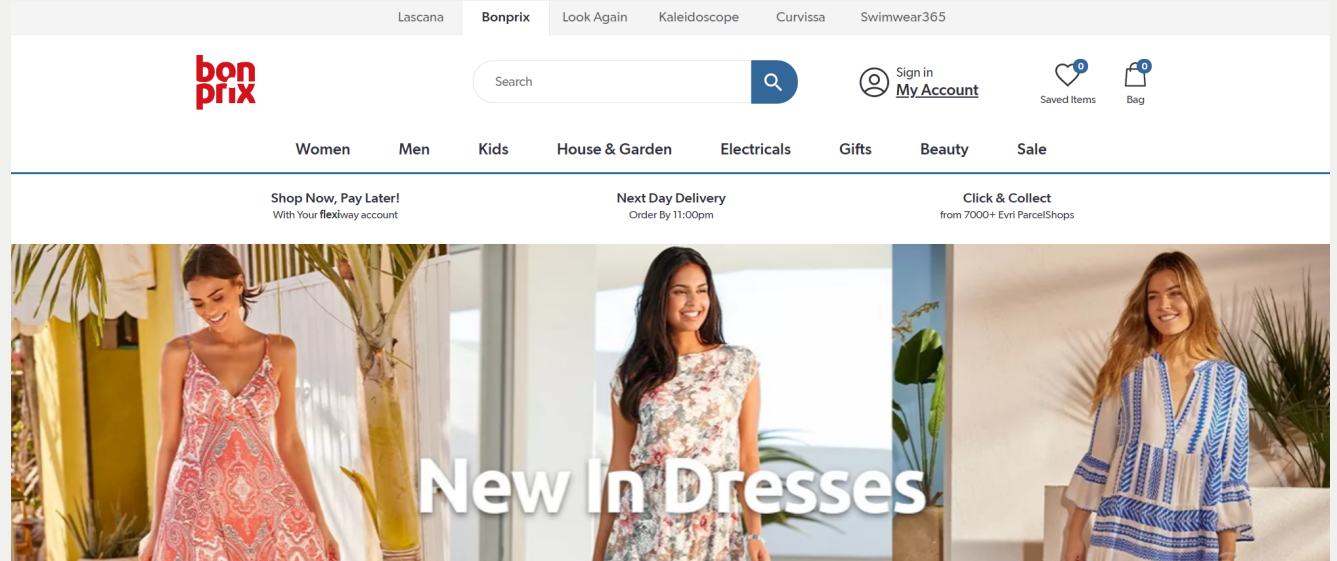 Lascana Bonprix Look Again Kaleidoscope Curvissa Swimwear365
bon
prix
Search
Sign in
My Account
0
Saved Items
0
Bag
Women Men Kids House & Garden Electricals Gifts Beauty Sale
Shop Now, Pay Later!
With Your flexiway account
Next Day Delivery
Order By 11:00pm
Click & Collect
from 7000+ Evri ParcelShops
New In Dresses